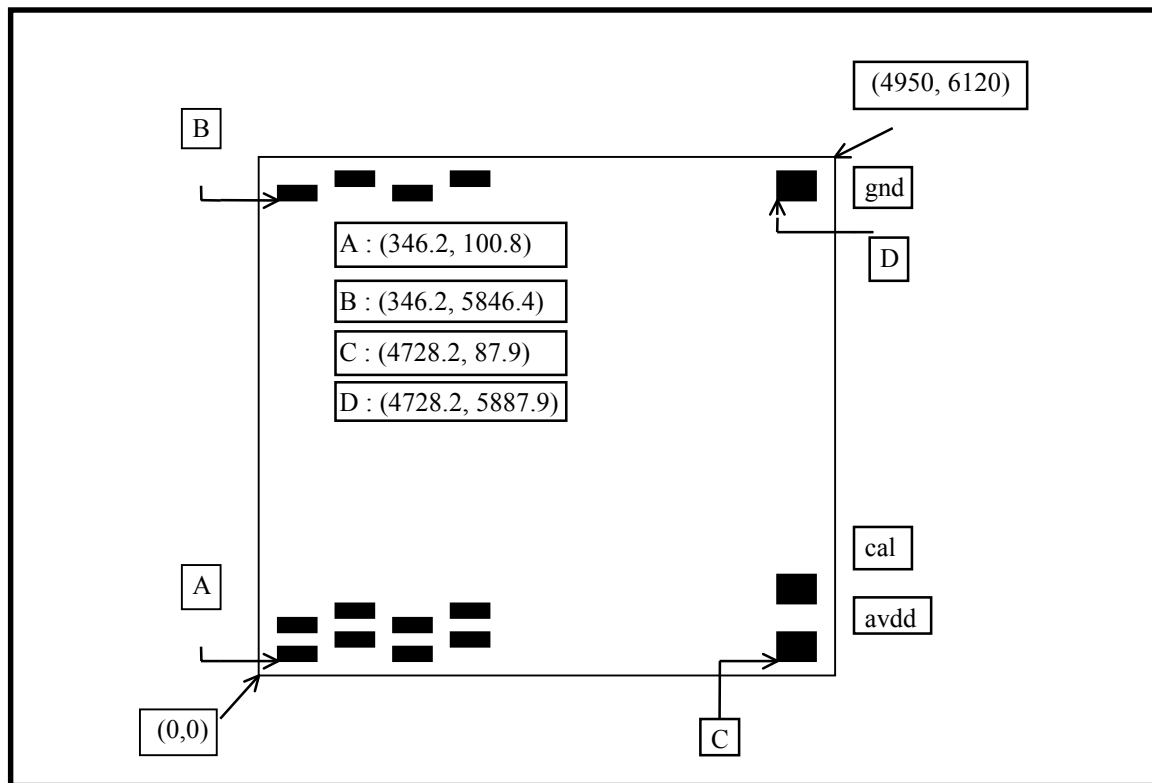 (4950, 6120)
B
gnd
A : (346.2, 100.8)
D
B : (346.2, 5846.4)
C : (4728.2, 87.9)
D : (4728.2, 5887.9)
cal
A
avdd
(0,0)
C